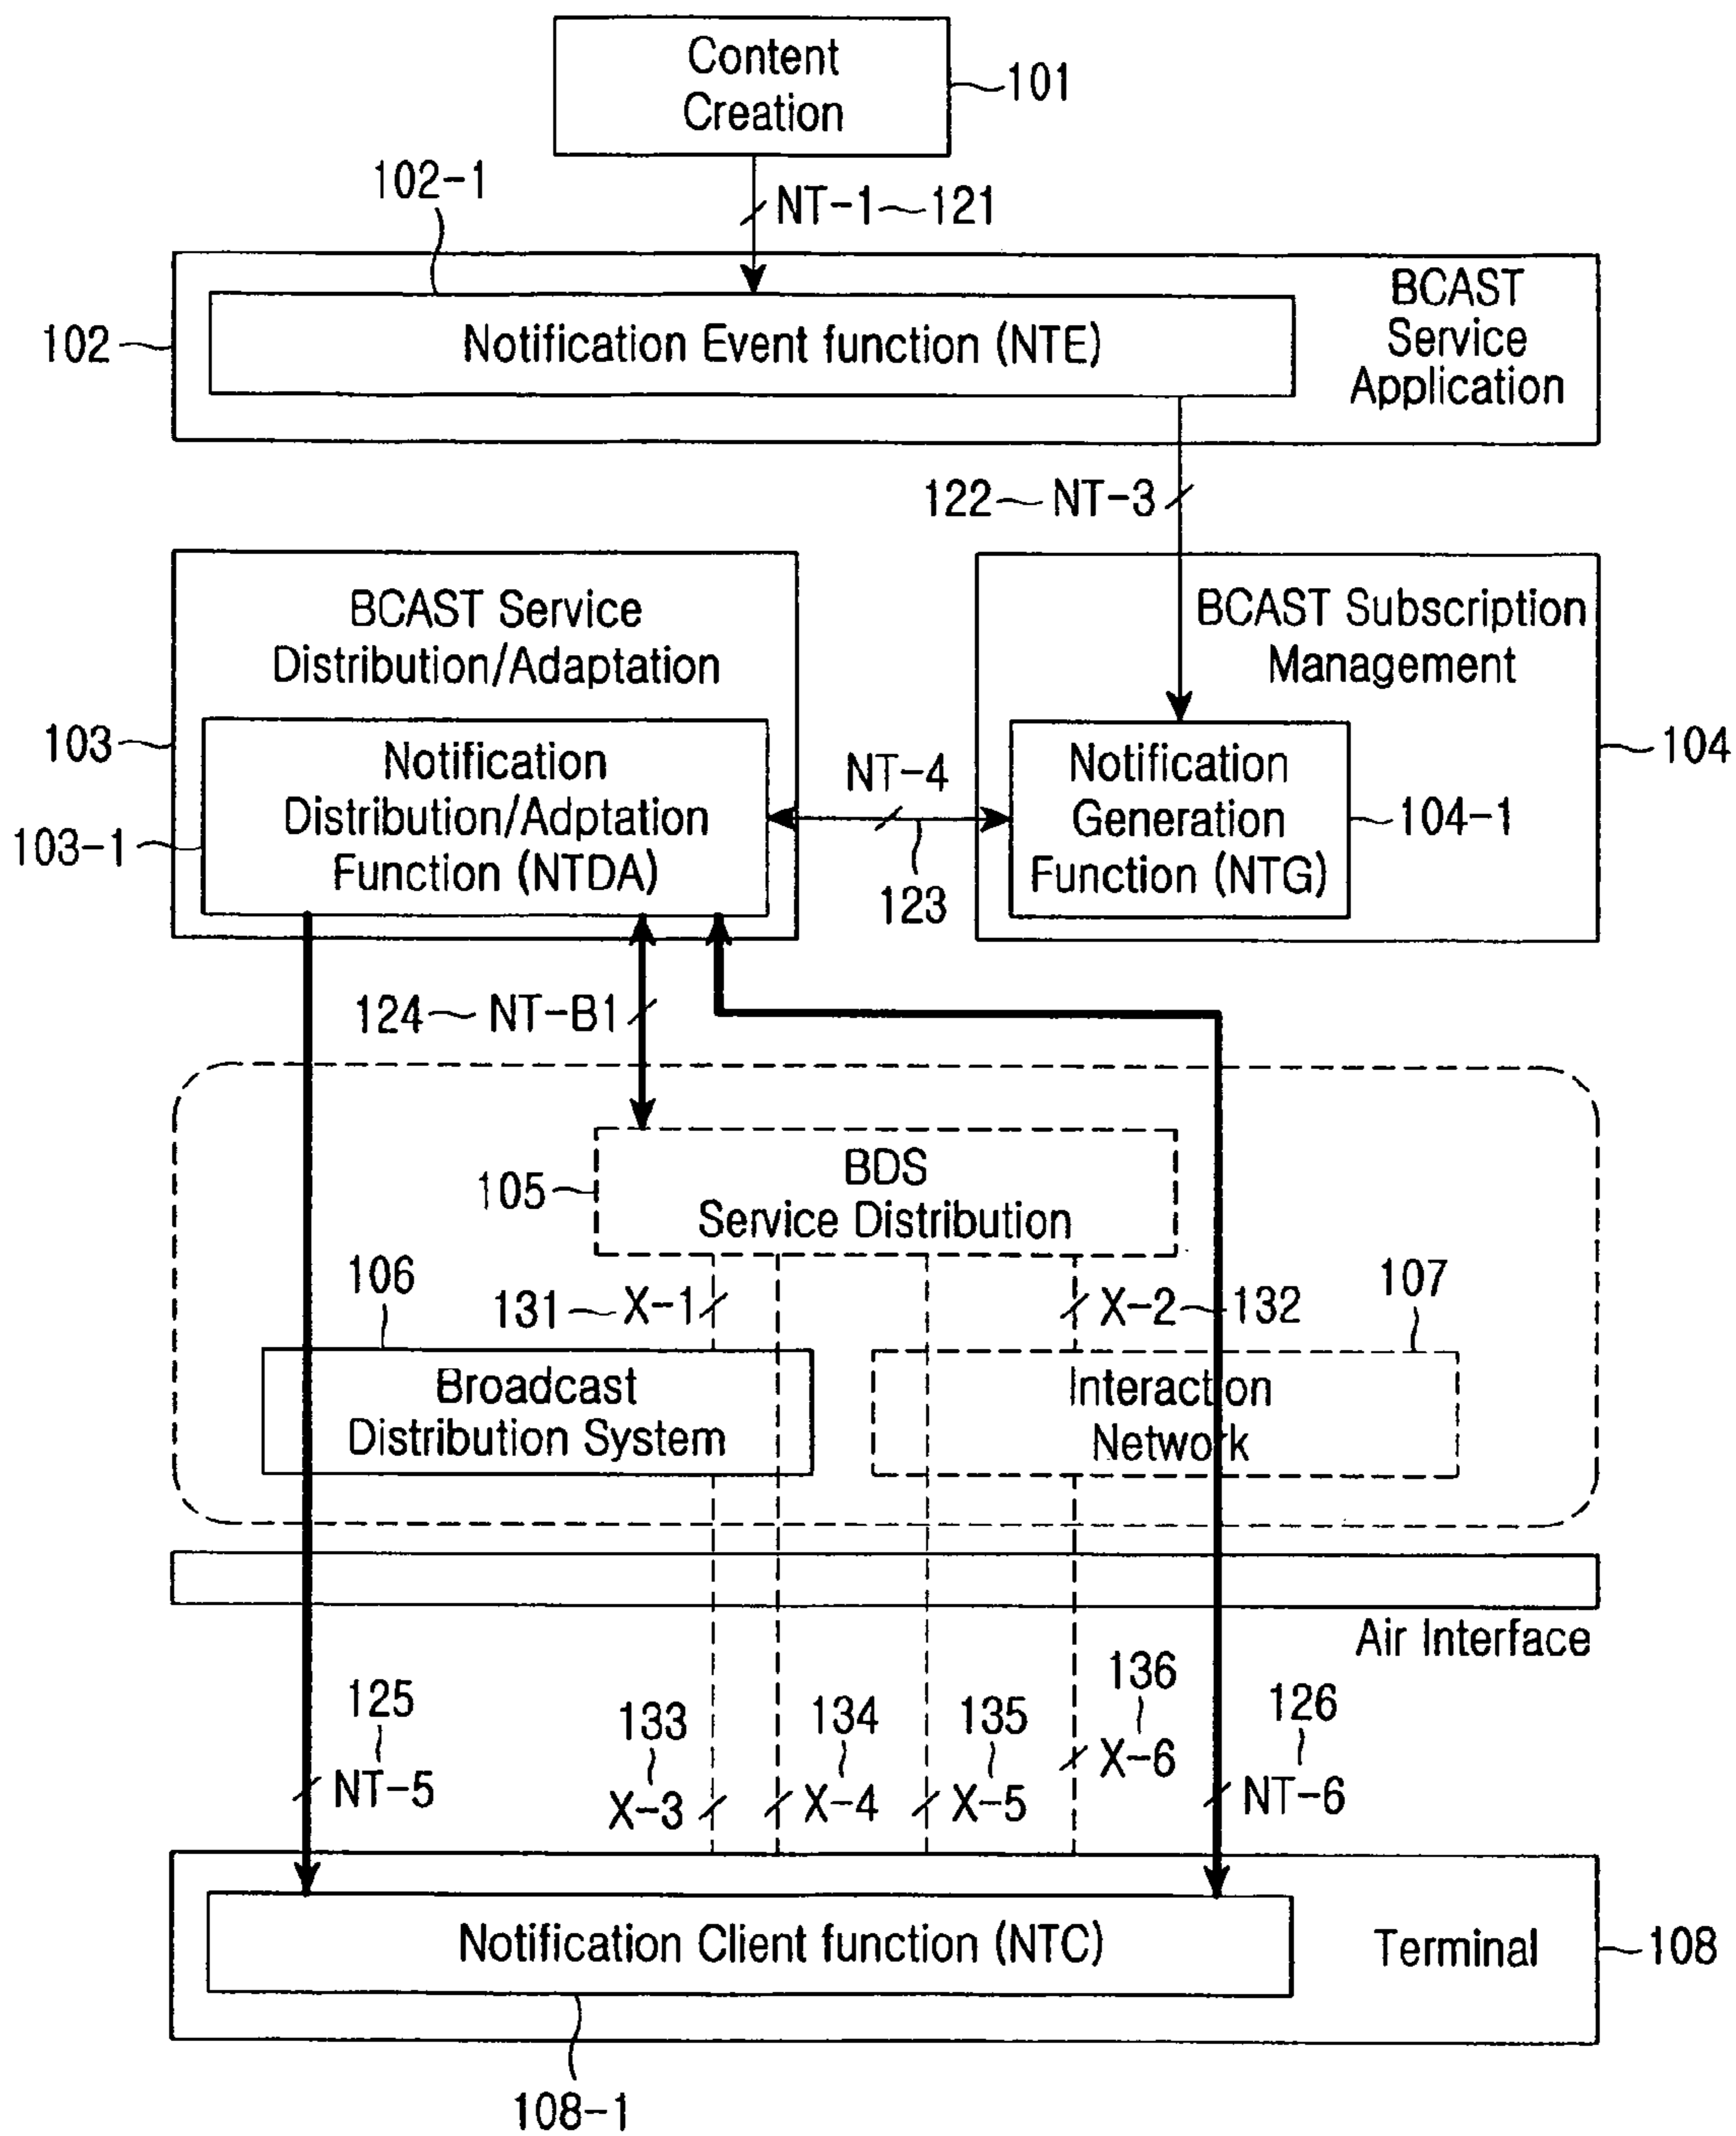 Content
Creation
101
102-1
NT-1
121
BCAST
Service
Application
Notification Event function (NTE)
102
122
NT-3
BCAST Service
Distribution/Adaptation
BCAST Subscription
Management
103
104
Notification
Distribution/Adptation
Function (NTDA)
103-1
NT-4
123
Notification
Generation
Function (NTG)
104-1
124
NT-B1
BDS
Service Distribution
105
106
131
X-1
X-2
132
107
Broadcast
Distribution System
Interaction
Network
Air Interface
125
NT-5
133
X-3
134
X-4
135
X-5
136
X-6
126
NT-6
Notification Client function (NTC)
Terminal
108
108-1